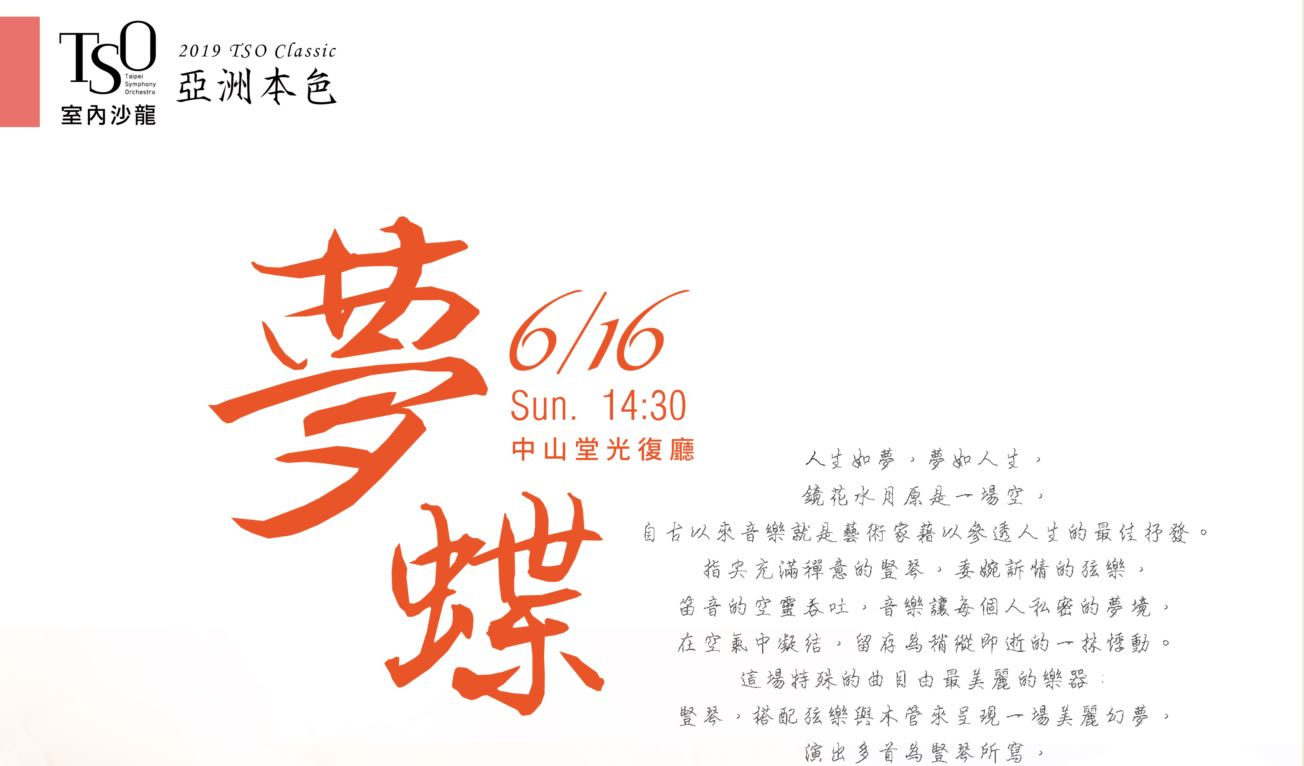 TSO
Taipei
Symphony
Orchestra
室內沙龍
2019 TSO Classic
亞洲本色
夢蝶
6/16
Sun. 14:30
中山堂光復廳
人生如夢，夢如人生，
鏡花水月原是一場空，
自古以來音樂就是藝術家藉以參透人生的最佳抒發。
指尖充滿禪意的豎琴，委婉訴情的弦樂，
笛音的空靈吞吐，音樂讓每個人私密的夢境，
在空氣中凝結，留存為稍縱即逝的一抹悸動。
這場特殊的曲目由最美麗的樂器：
豎琴，搭配弦樂與木管來呈現一場美麗幻夢，
演出多首為豎琴所寫，